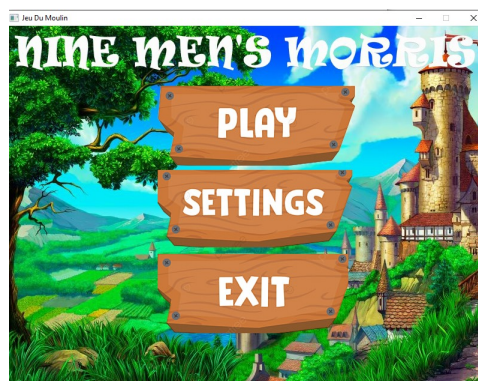 Jeu Du Moulin
NINE MEN'S MORRIS
PLAY
SETTINGS
EXIT